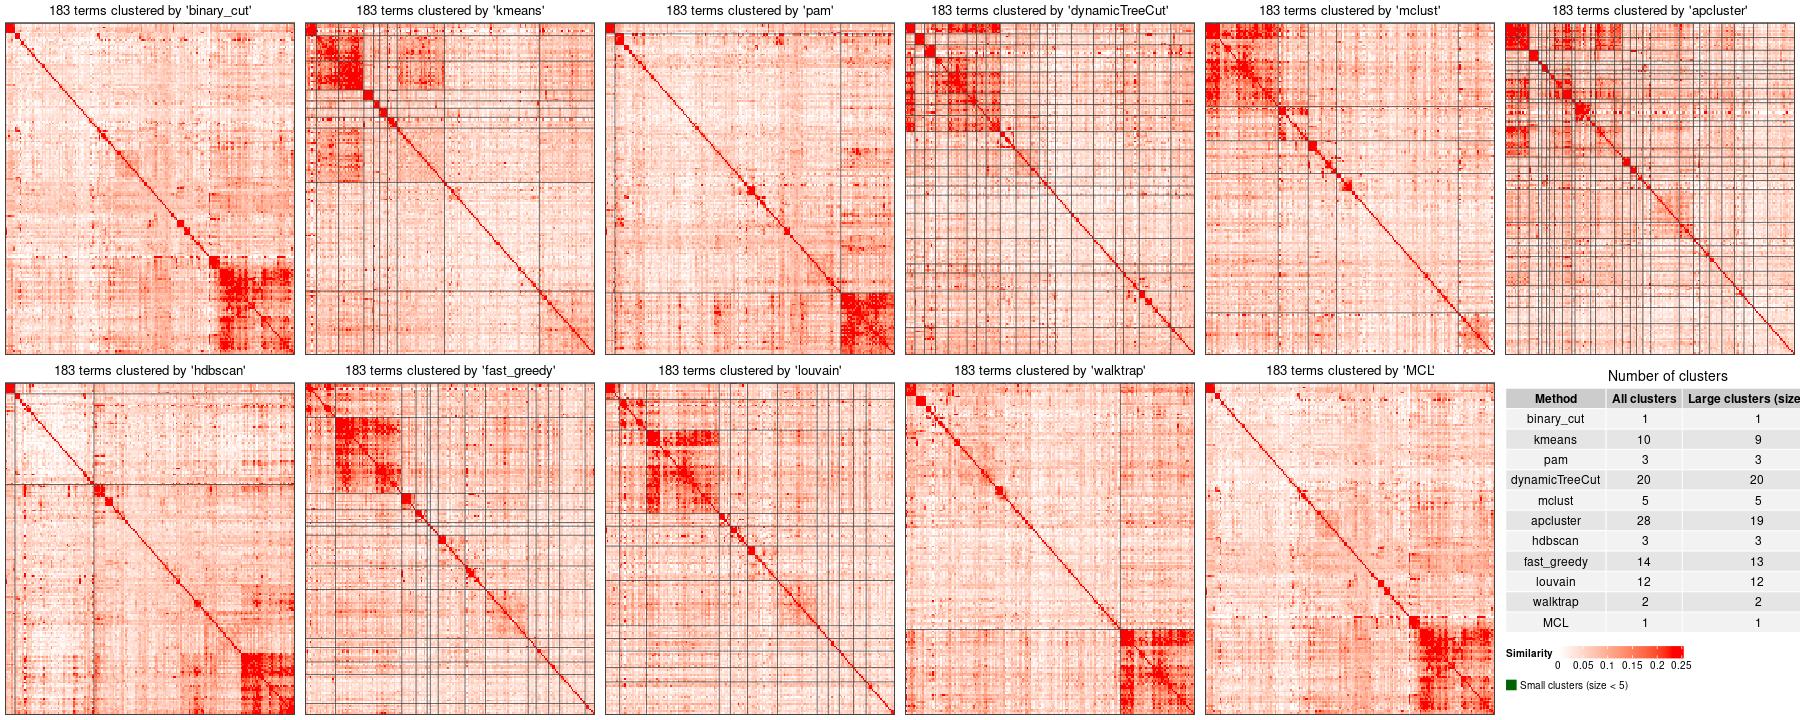 183 terms clustered by 'binary_cut'
183 terms clustered by 'kmeans'
183 terms clustered by 'pam'
183 terms clustered by 'dynamicTreeCut'
183 terms clustered by 'mclust'
183 terms clustered by 'apcluster'
183 terms clustered by 'hdbscan'
183 terms clustered by 'fast_greedy'
183 terms clustered by 'louvain'
183 terms clustered by 'walktrap'
183 terms clustered by 'MCL'
Number of clusters
Method All clusters Large clusters (size
binary_cut 1 1
kmeans 10 9
pam 3 3
dynamicTreeCut 20 20
mclust 5 5
apcluster 28 19
hdbscan 3 3
fast_greedy 14 13
louvain 12 12
walktrap 2 2
MCL 1 1
Similarity
0 0.05 0.1 0.15 0.2 0.25
Small clusters (size < 5)